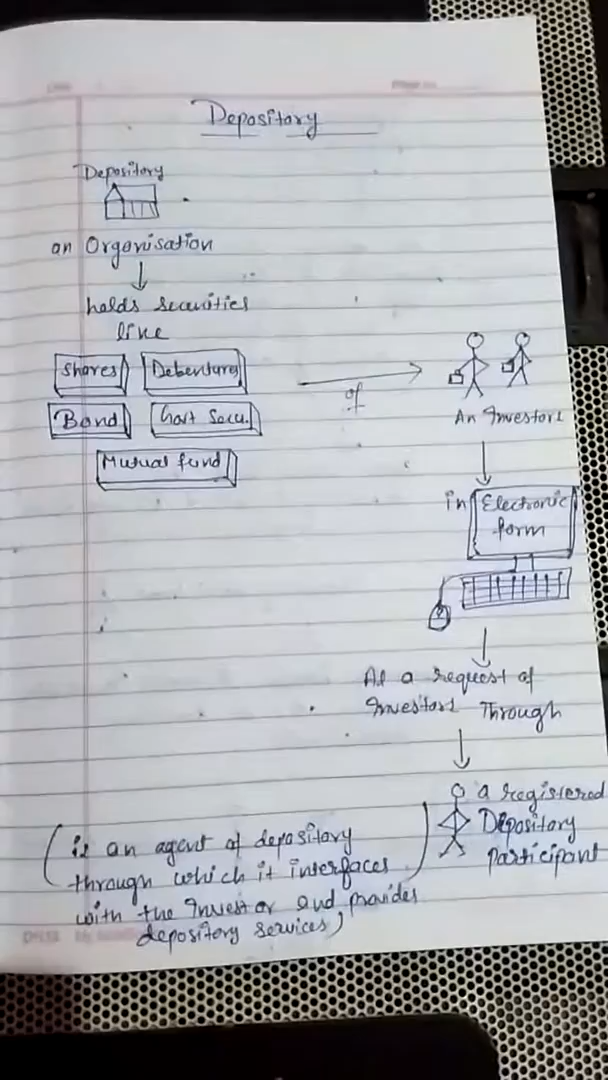 Depository
Depository
an Organisation
holds securities
like
Shares
Debentures
Bond
Govt Secu.
Mutual fund
of
An Investors
in Electronic
form
At a request of
Investors Through
a registered
Depository
participant
(is an agent of depository
through which it interfaces
with the Investor and provides
depository services)